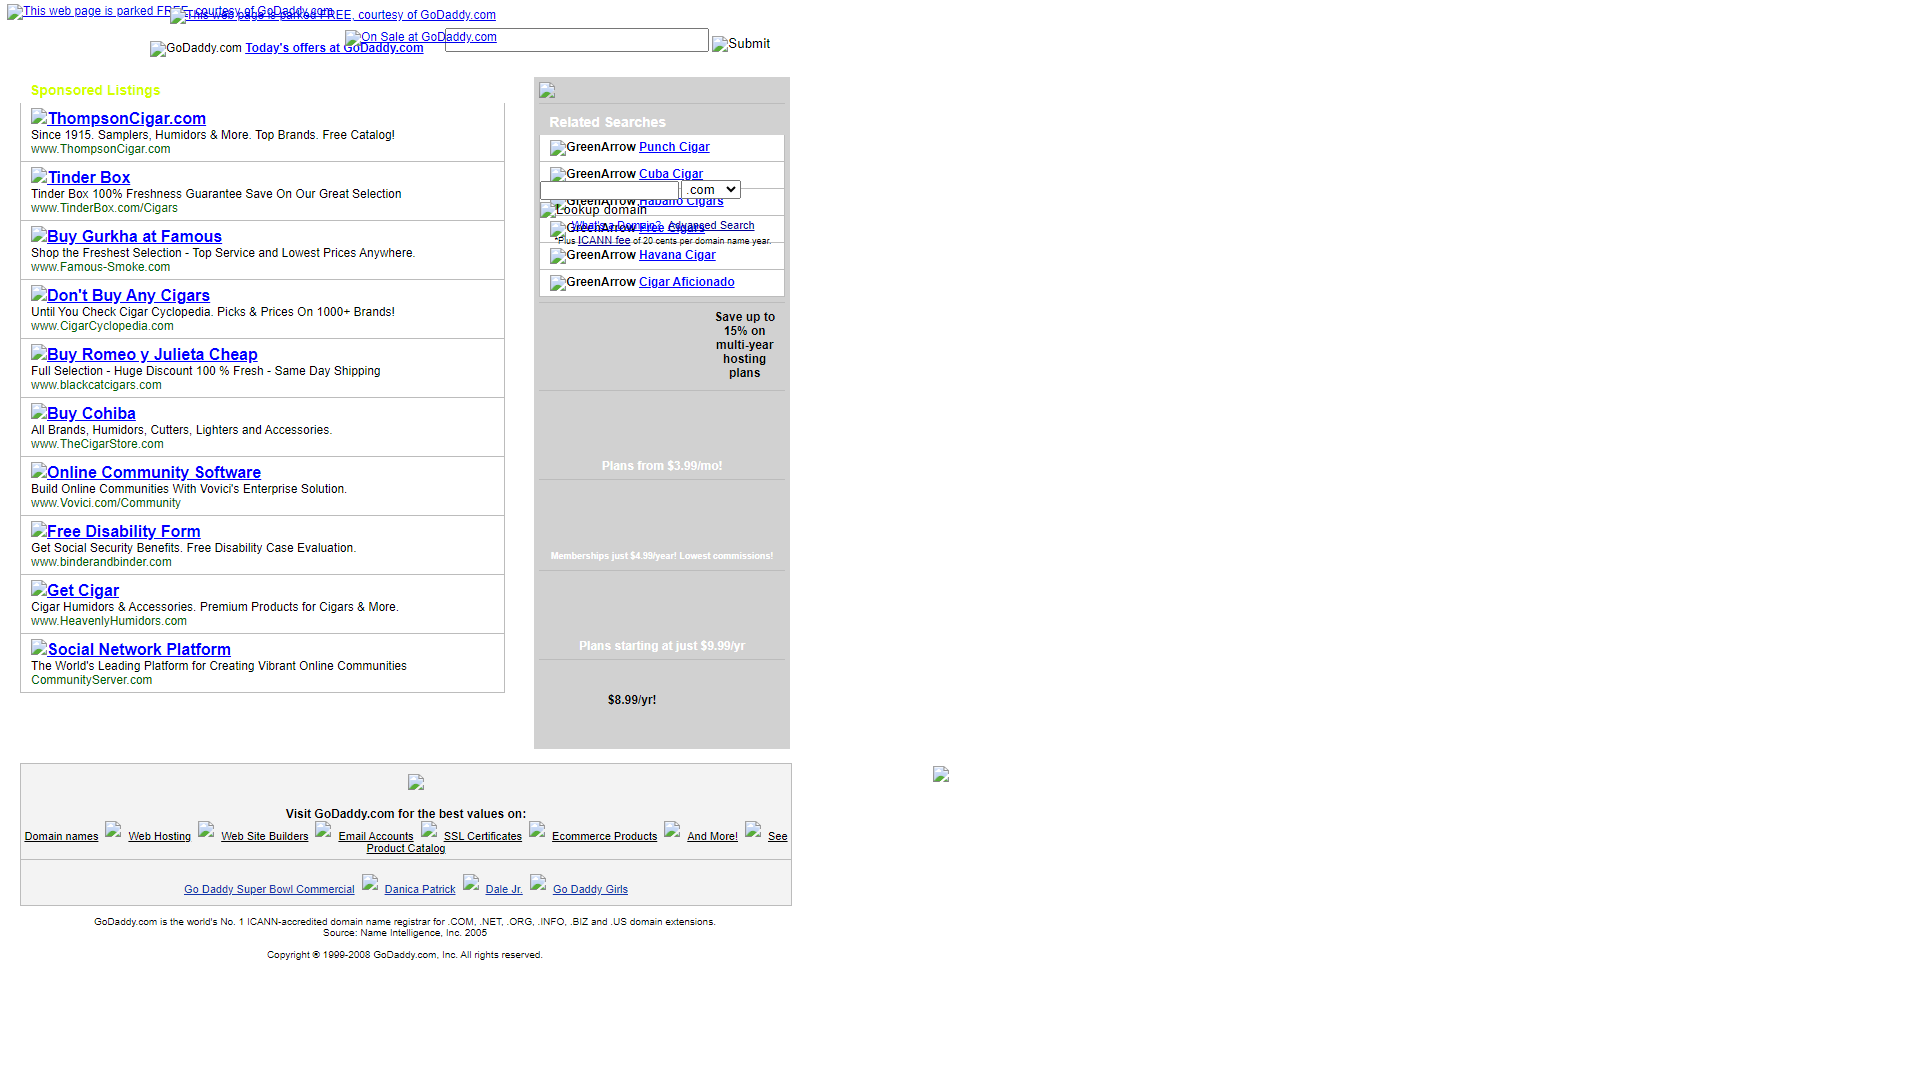 This web page is parked FREE, courtesy of GoDaddy.com
This web page is parked FREE, courtesy of GoDaddy.com
On Sale at GoDaddy.com
GoDaddy.com Today's offers at GoDaddy.com
Submit
Sponsored Listings
ThompsonCigar.com
Since 1915. Samplers, Humidors & More. Top Brands. Free Catalog!
www.ThompsonCigar.com
Tinder Box
Tinder Box 100% Freshness Guarantee Save On Our Great Selection
www.TinderBox.com/Cigars
Buy Gurkha at Famous
Shop the Freshest Selection - Top Service and Lowest Prices Anywhere.
www.Famous-Smoke.com
Don't Buy Any Cigars
Until You Check Cigar Cyclopedia. Picks & Prices On 1000+ Brands!
www.CigarCyclopedia.com
Buy Romeo y Julieta Cheap
Full Selection - Huge Discount 100 % Fresh - Same Day Shipping
www.blackcatcigars.com
Buy Cohiba
All Brands, Humidors, Cutters, Lighters and Accessories.
www.TheCigarStore.com
Online Community Software
Build Online Communities With Vovici's Enterprise Solution.
www.Vovici.com/Community
Free Disability Form
Get Social Security Benefits. Free Disability Case Evaluation.
www.binderandbinder.com
Get Cigar
Cigar Humidors & Accessories. Premium Products for Cigars & More.
www.HeavenlyHumidors.com
Social Network Platform
The World's Leading Platform for Creating Vibrant Online Communities
CommunityServer.com
Related Searches
GreenArrow Punch Cigar
GreenArrow Cuba Cigar
.com
GreenArrow Habano Cigars
Lookup domain
GreenArrow Free Cigars
What's a Domain? Advanced Search
*Plus ICANN fee of 20 cents per domain name year.
GreenArrow Havana Cigar
GreenArrow Cigar Aficionado
Save up to
15% on
multi-year
hosting
plans
Plans from $3.99/mo!
Memberships just $4.99/year! Lowest commissions!
Plans starting at just $9.99/yr
$8.99/yr!
Visit GoDaddy.com for the best values on:
Domain names Web Hosting Web Site Builders Email Accounts SSL Certificates Ecommerce Products And More! See
Product Catalog
Go Daddy Super Bowl Commercial Danica Patrick Dale Jr. Go Daddy Girls
GoDaddy.com is the world's No. 1 ICANN-accredited domain name registrar for .COM, .NET, .ORG, .INFO, .BIZ and .US domain extensions.
Source: Name Intelligence, Inc. 2005
Copyright © 1999-2008 GoDaddy.com, Inc. All rights reserved.